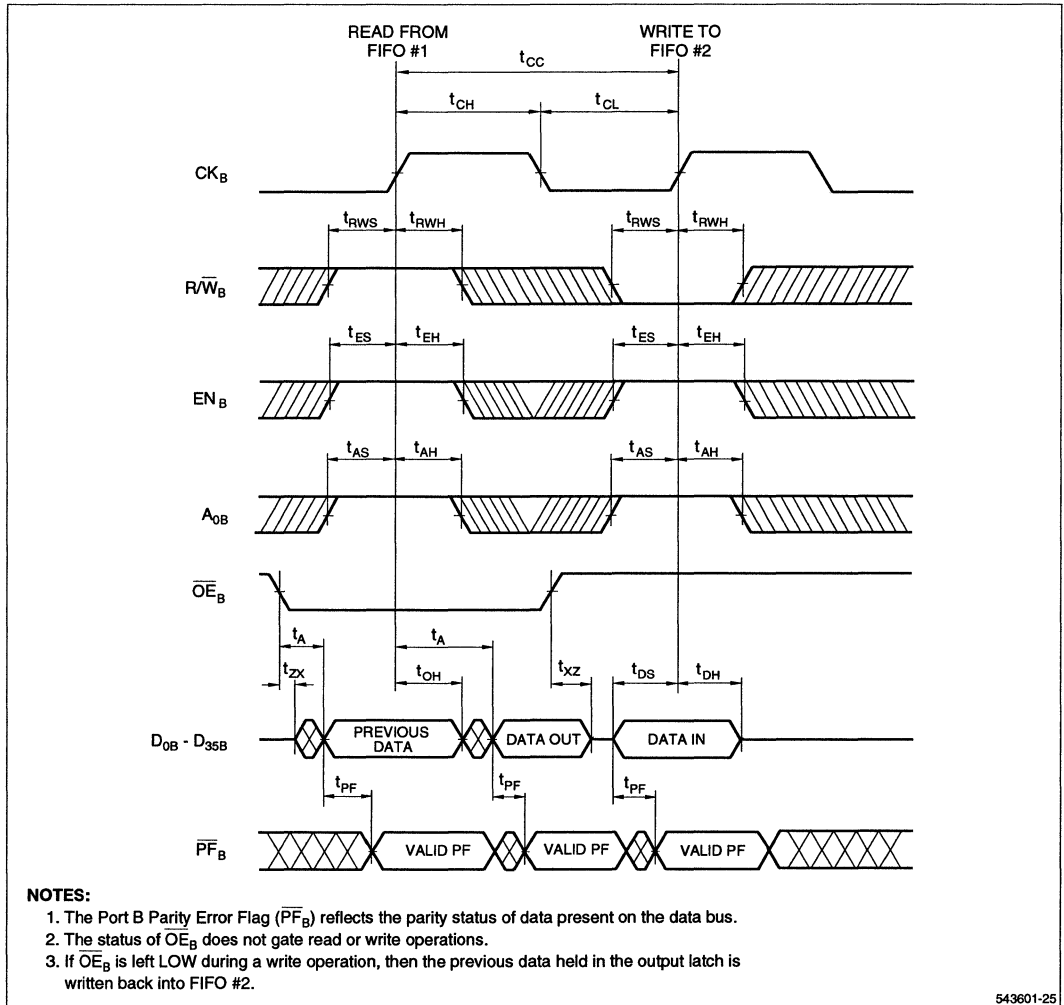 READ FROM
FIFO #1
WRITE TO
FIFO #2
tCC
tCH
tCL
CKB
tRWS
tRWH
tRWS
tRWH
R/W̅B
tES
tEH
tES
tEH
ENB
tAS
tAH
tAS
tAH
A0B
O̅E̅B
tA
tA
tZX
tOH
tXZ
tDS
tDH
D0B - D35B
PREVIOUS
DATA
DATA OUT
DATA IN
tPF
tPF
tPF
P̅F̅B
VALID PF
VALID PF
VALID PF
NOTES:
1. The Port B Parity Error Flag (P̅F̅B) reflects the parity status of data present on the data bus.
2. The status of O̅E̅B does not gate read or write operations.
3. If O̅E̅B is left LOW during a write operation, then the previous data held in the output latch is
written back into FIFO #2.
543601-25